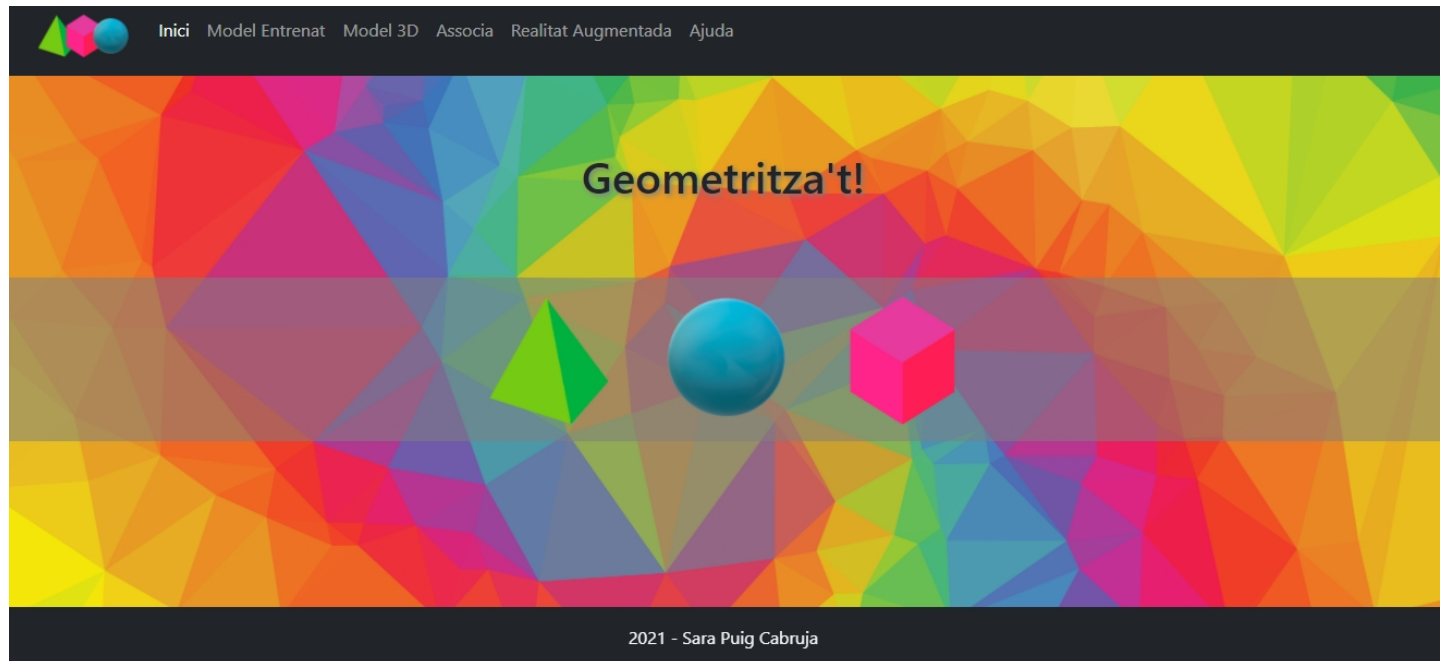 Inici Model Entrenat Model 3D Associa Realitat Augmentada Ajuda
Geometritza't!
2021 - Sara Puig Cabruja